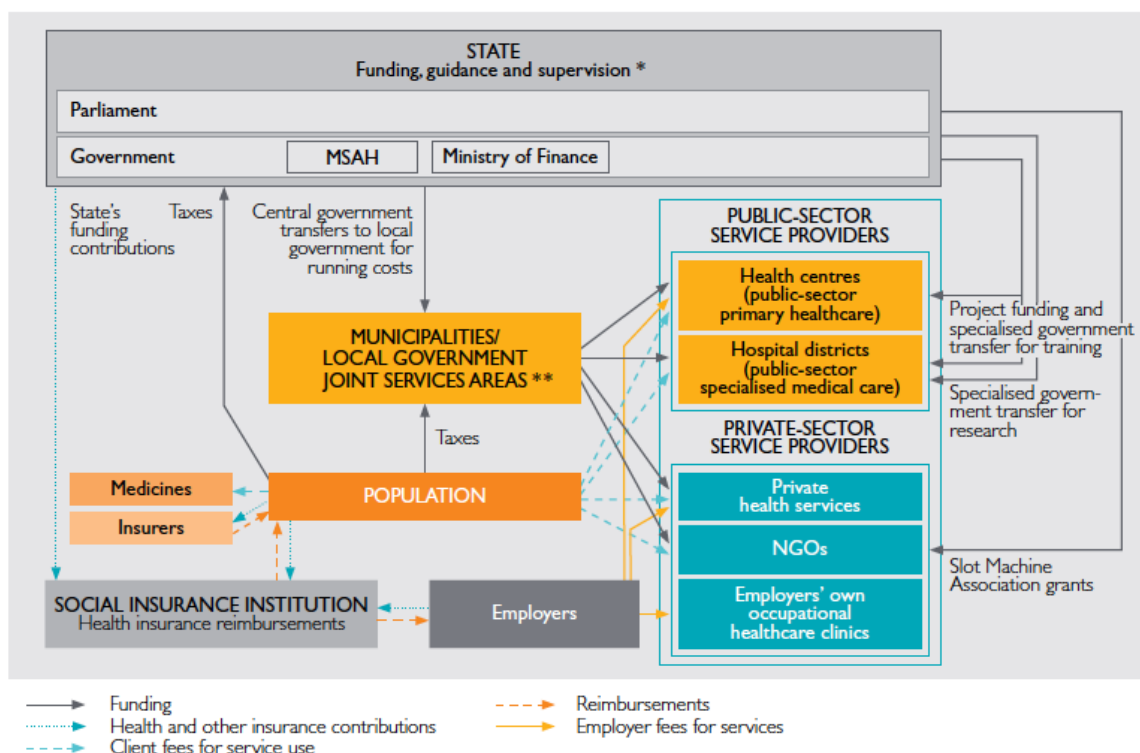 STATE
Funding, guidance and supervision *
Parliament
Government
MSAH
Ministry of Finance
State's
funding
contributions
Taxes
Central government
transfers to local
government for
running costs
PUBLIC-SECTOR
SERVICE PROVIDERS
Health centres
(public-sector
primary healthcare)
Hospital districts
(public-sector
specialised medical care)
Project funding and
specialised government
transfer for training
Specialised govern-
ment transfer for
research
MUNICIPALITIES/
LOCAL GOVERNMENT
JOINT SERVICES AREAS **
Taxes
PRIVATE-SECTOR
SERVICE PROVIDERS
Medicines
Insurers
POPULATION
Private
health services
NGOs
Employers' own
occupational
healthcare clinics
Slot Machine
Association grants
SOCIAL INSURANCE INSTITUTION
Health insurance reimbursements
Employers
Funding
Health and other insurance contributions
Client fees for service use
Reimbursements
Employer fees for services